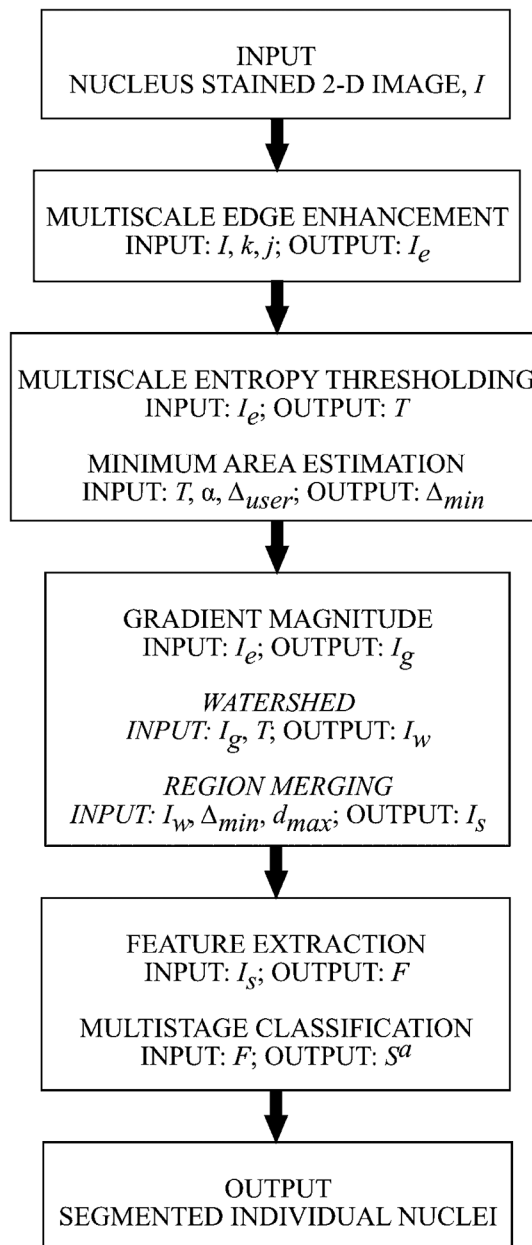 INPUT
NUCLEUS STAINED 2-D IMAGE, I
MULTISCALE EDGE ENHANCEMENT
INPUT: I, k, j; OUTPUT: Ie
MULTISCALE ENTROPY THRESHOLDING
INPUT: Ie; OUTPUT: T
MINIMUM AREA ESTIMATION
INPUT: T, α, Δuser; OUTPUT: Δmin
GRADIENT MAGNITUDE
INPUT: Ie; OUTPUT: Ig
WATERSHED
INPUT: Ig, T; OUTPUT: Iw
REGION MERGING
INPUT: Iw, Δmin, dmax; OUTPUT: Is
FEATURE EXTRACTION
INPUT: Is; OUTPUT: F
MULTISTAGE CLASSIFICATION
INPUT: F; OUTPUT: Sa
OUTPUT
SEGMENTED INDIVIDUAL NUCLEI